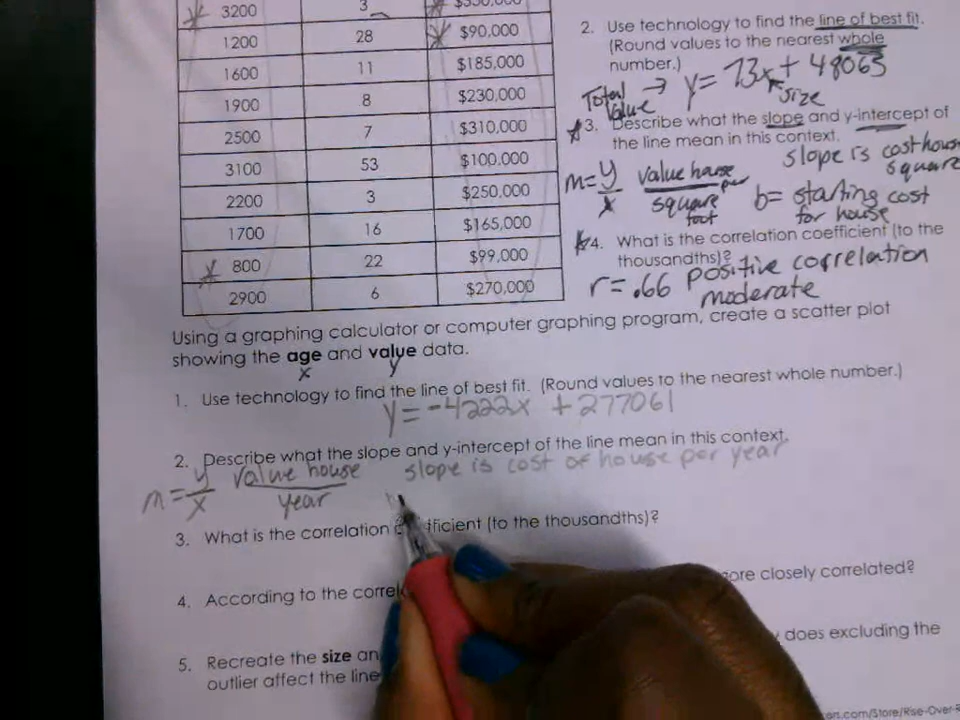 3200 3 $350,000
1200 28 $90,000
1600 11 $185,000
1900 8 $230,000
2500 7 $310,000
3100 53 $100,000
2200 3 $250,000
1700 16 $165,000
800 22 $99,000
2900 6 $270,000
2. Use technology to find the line of best fit.
(Round values to the nearest whole
number.)
y = 73x + 48065
Total Value → size
3. Describe what the slope and y-intercept of
the line mean in this context.
slope is cost house
square
m = y/x value house per
square foot
b = starting cost
for house
4. What is the correlation coefficient (to the
thousandths)?
r = .66 positive correlation
moderate
Using a graphing calculator or computer graphing program, create a scatter plot
showing the age and value data.
x y
1. Use technology to find the line of best fit. (Round values to the nearest whole number.)
y = -4222x + 277061
2. Describe what the slope and y-intercept of the line mean in this context.
m = y/x value house
year
slope is cost of house per year
3. What is the correlation (to the thousandths)?
4. According to the more closely correlated?
5. Recreate the size an does excluding the
outlier affect the line